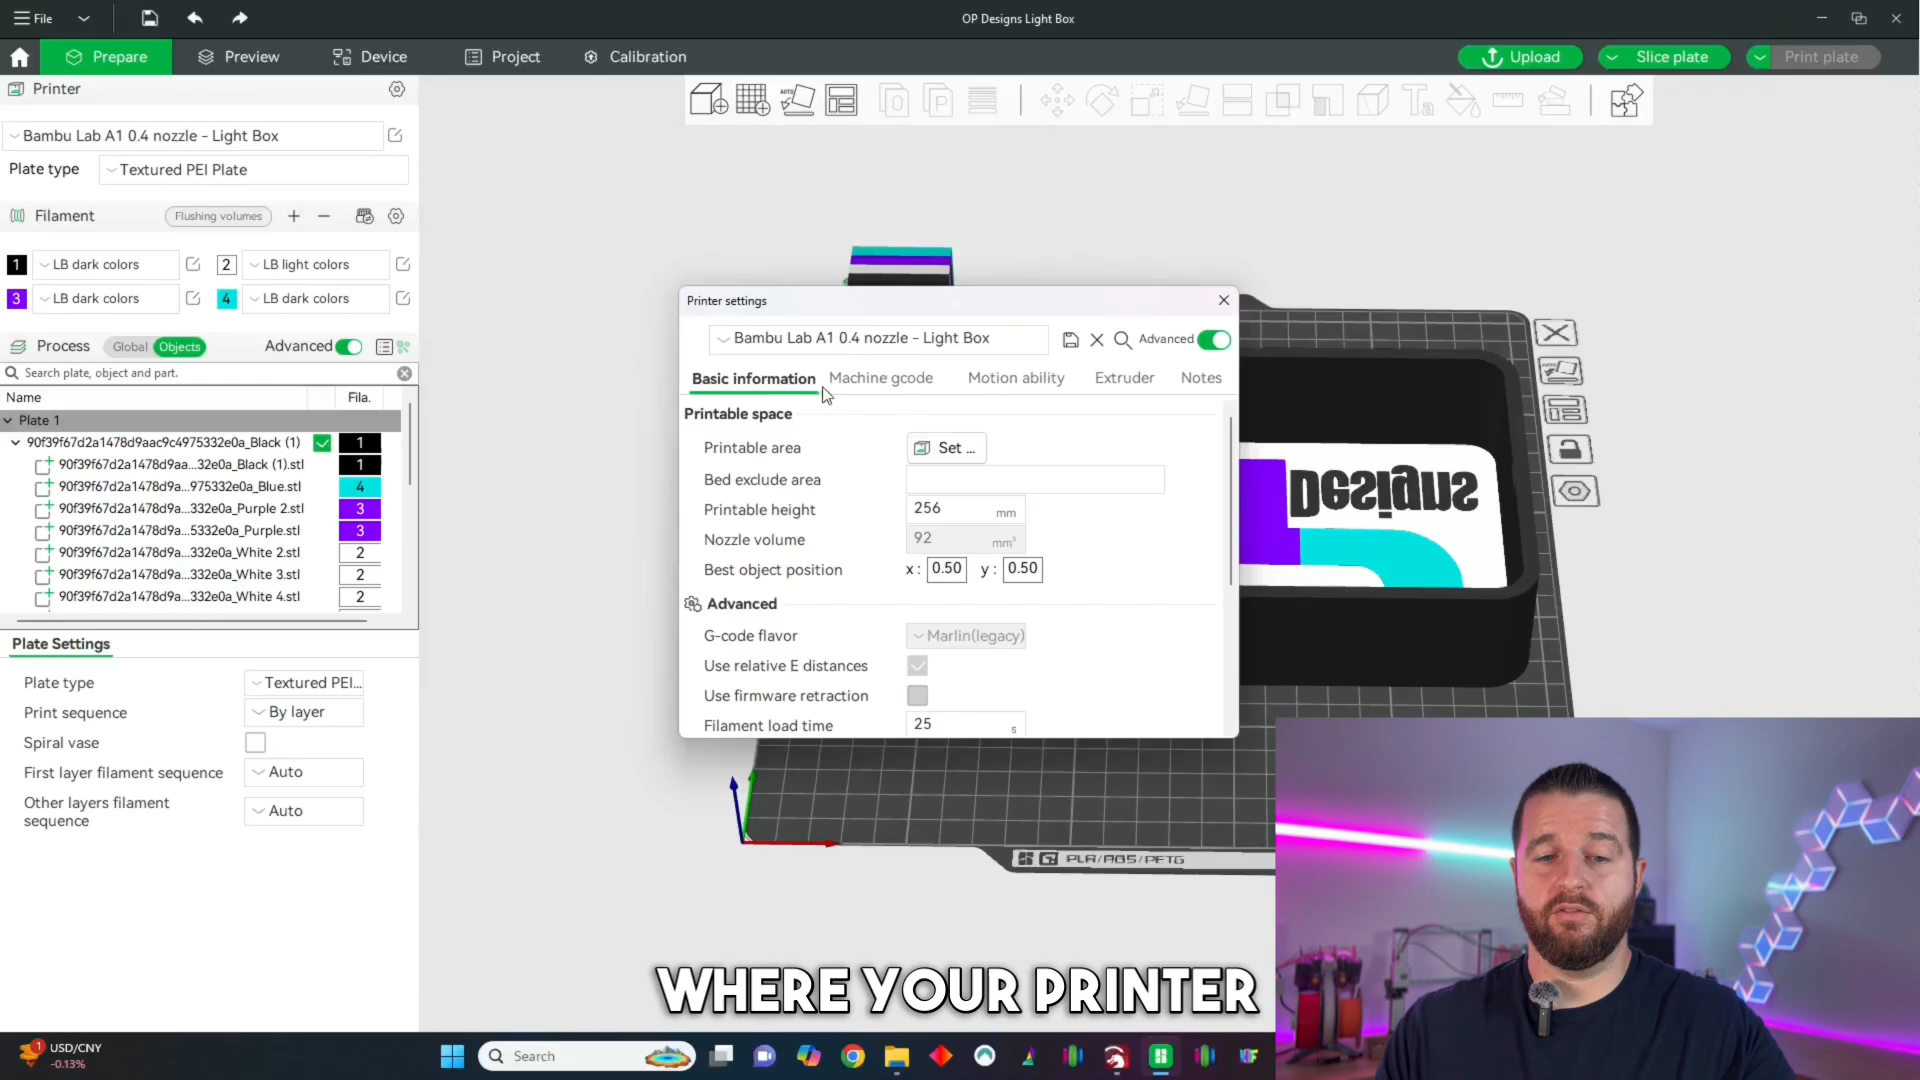 File
OP Designs Light Box
Prepare
Preview
Device
Project
Calibration
Upload
Slice plate
Print plate
Printer
Bambu Lab A1 0.4 nozzle - Light Box
Plate type
Textured PEI Plate
Filament
Flushing volumes
1 LB dark colors
2 LB light colors
3 LB dark colors
4 LB dark colors
Process
Global
Objects
Advanced
Search plate, object and part.
Name
Fila.
Plate 1
90f39f67d2a1478d9aac9c4975332e0a_Black (1) 1
90f39f67d2a1478d9aa...32e0a_Black (1).stl 1
90f39f67d2a1478d9a...975332e0a_Blue.stl 4
90f39f67d2a1478d9a...332e0a_Purple 2.stl 3
90f39f67d2a1478d9a...5332e0a_Purple.stl 3
90f39f67d2a1478d9a...332e0a_White 2.stl 2
90f39f67d2a1478d9a...332e0a_White 3.stl 2
90f39f67d2a1478d9a...332e0a_White 4.stl 2
Plate Settings
Plate type Textured PEI...
Print sequence By layer
Spiral vase
First layer filament sequence Auto
Other layers filament
sequence
Auto
Printer settings
Bambu Lab A1 0.4 nozzle - Light Box
Advanced
Basic information
Machine gcode
Motion ability
Extruder
Notes
Printable space
Printable area Set ...
Bed exclude area
Printable height 256 mm
Nozzle volume 92 mm³
Best object position x : 0.50 y : 0.50
Advanced
G-code flavor Marlin(legacy)
Use relative E distances
Use firmware retraction
Filament load time 25 s
AUTO
Designs
PLA/ABS/PETG
WHERE YOUR PRINTER
1
USD/CNY
-0.13%
Search